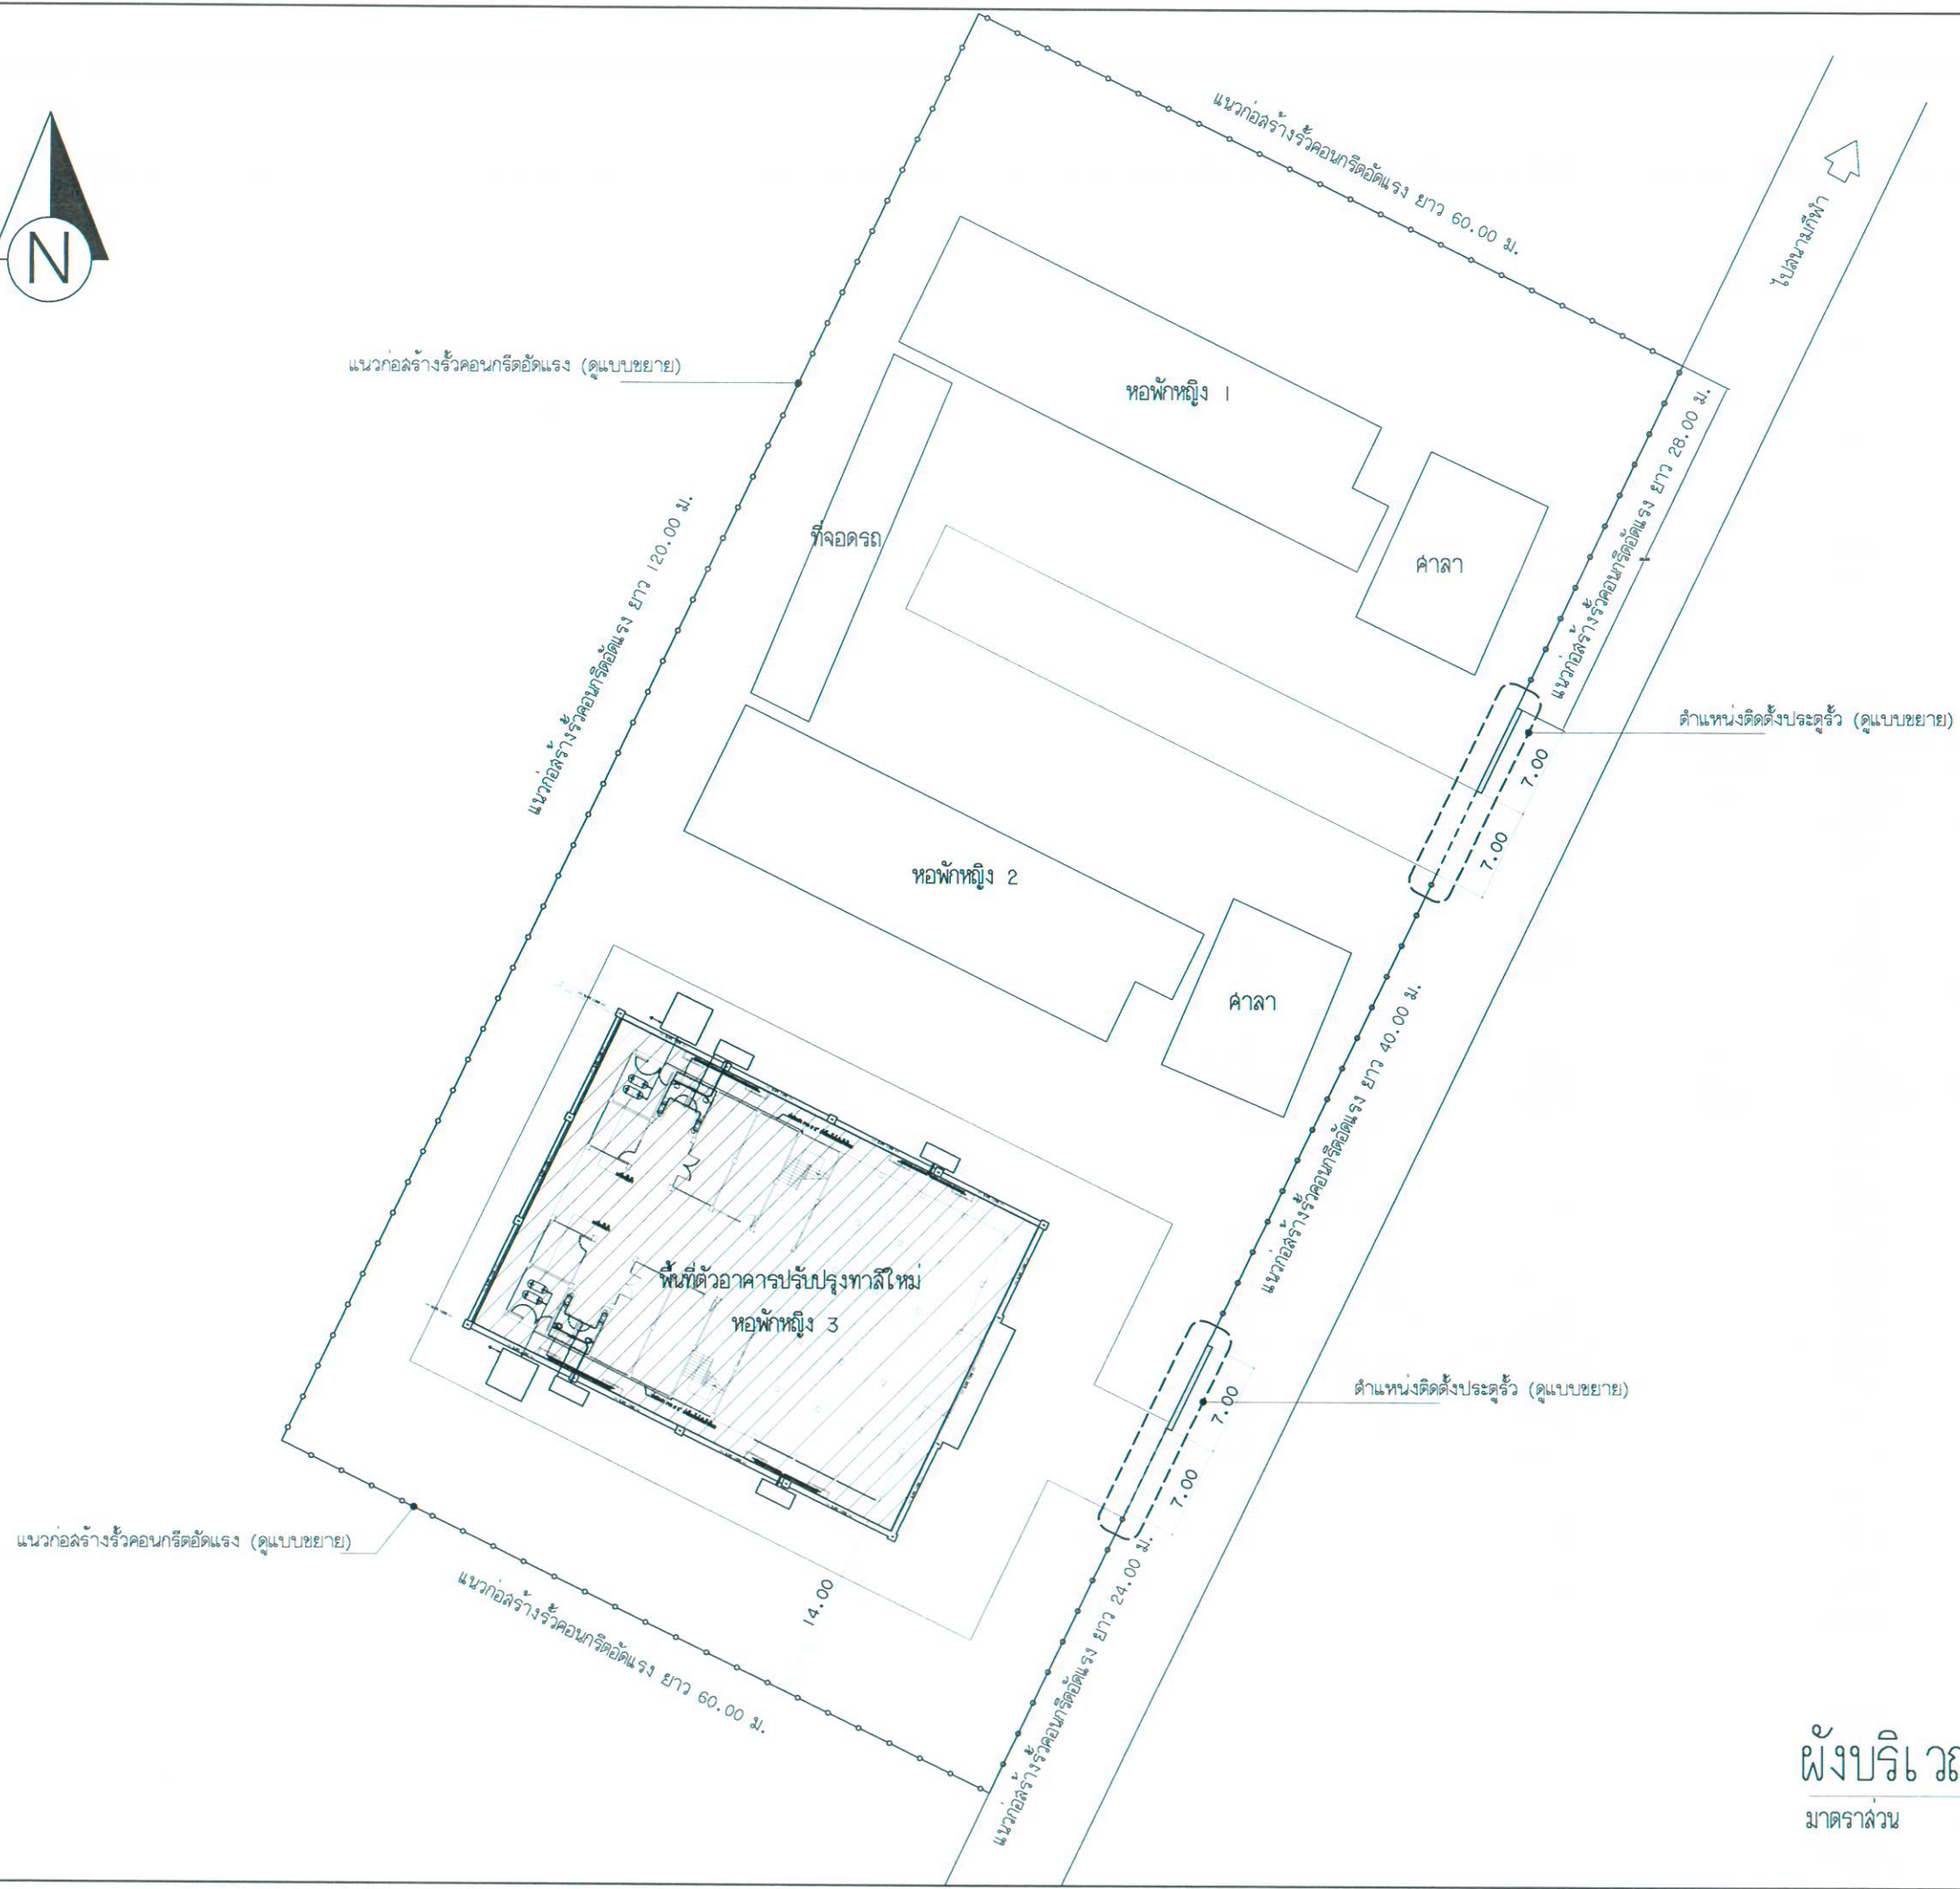 แนวก่อสร้างรั้วคอนกรีตอัดแรง ยาว 60.00 ม.
ไปสนามกีฬา
N
แนวก่อสร้างรั้วคอนกรีตอัดแรง (ดูแบบขยาย)
หอพักหญิง 1
แนวก่อสร้างรั้วคอนกรีตอัดแรง ยาว 28.00 ม.
ที่จอดรถ
ศาลา
แนวก่อสร้างรั้วคอนกรีตอัดแรง ยาว 120.00 ม.
ตำแหน่งติดตั้งประตูรั้ว (ดูแบบขยาย)
7.00
7.00
หอพักหญิง 2
ศาลา
แนวก่อสร้างรั้วคอนกรีตอัดแรง ยาว 40.00 ม.
พื้นที่ตัวอาคารปรับปรุงทาสีใหม่
หอพักหญิง 3
ตำแหน่งติดตั้งประตูรั้ว (ดูแบบขยาย)
7.00
7.00
แนวก่อสร้างรั้วคอนกรีตอัดแรง (ดูแบบขยาย)
14.00
แนวก่อสร้างรั้วคอนกรีตอัดแรง ยาว 60.00 ม.
แนวก่อสร้างรั้วคอนกรีตอัดแรง ยาว 24.00 ม.
ผังบริเวณ
มาตราส่วน